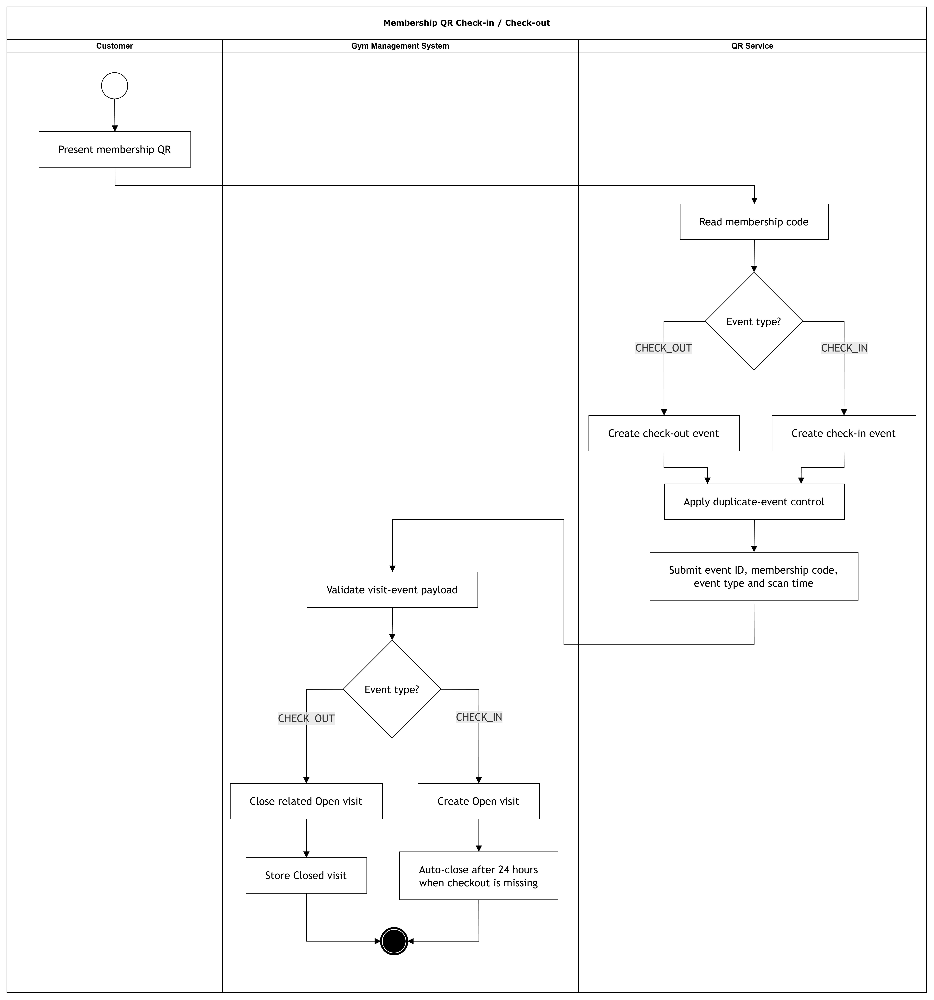 Membership QR Check-in / Check-out
Customer
Gym Management System
QR Service
Present membership QR
Read membership code
Event type?
CHECK_OUT
CHECK_IN
Create check-out event
Create check-in event
Apply duplicate-event control
Submit event ID, membership code,
event type and scan time
Validate visit-event payload
Event type?
CHECK_OUT
CHECK_IN
Close related Open visit
Create Open visit
Store Closed visit
Auto-close after 24 hours
when checkout is missing